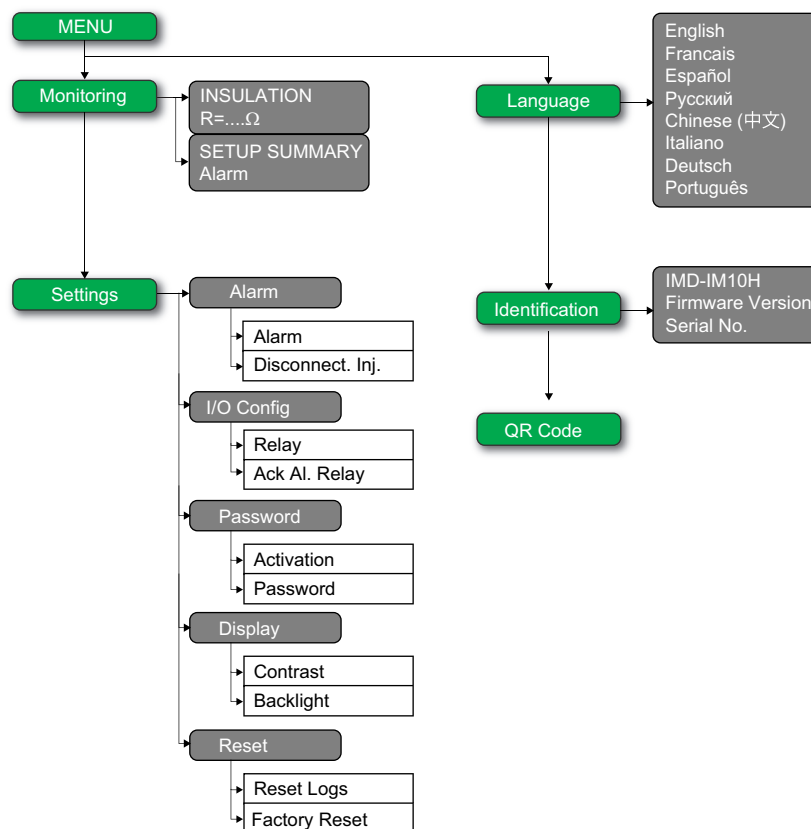 MENU
Monitoring
INSULATION
R=....Ω
SETUP SUMMARY
Alarm
Settings
Alarm
Alarm
Disconnect. Inj.
I/O Config
Relay
Ack Al. Relay
Password
Activation
Password
Display
Contrast
Backlight
Reset
Reset Logs
Factory Reset
Language
English
Francais
Español
Русский
Chinese (中文)
Italiano
Deutsch
Português
Identification
IMD-IM10H
Firmware Version
Serial No.
QR Code